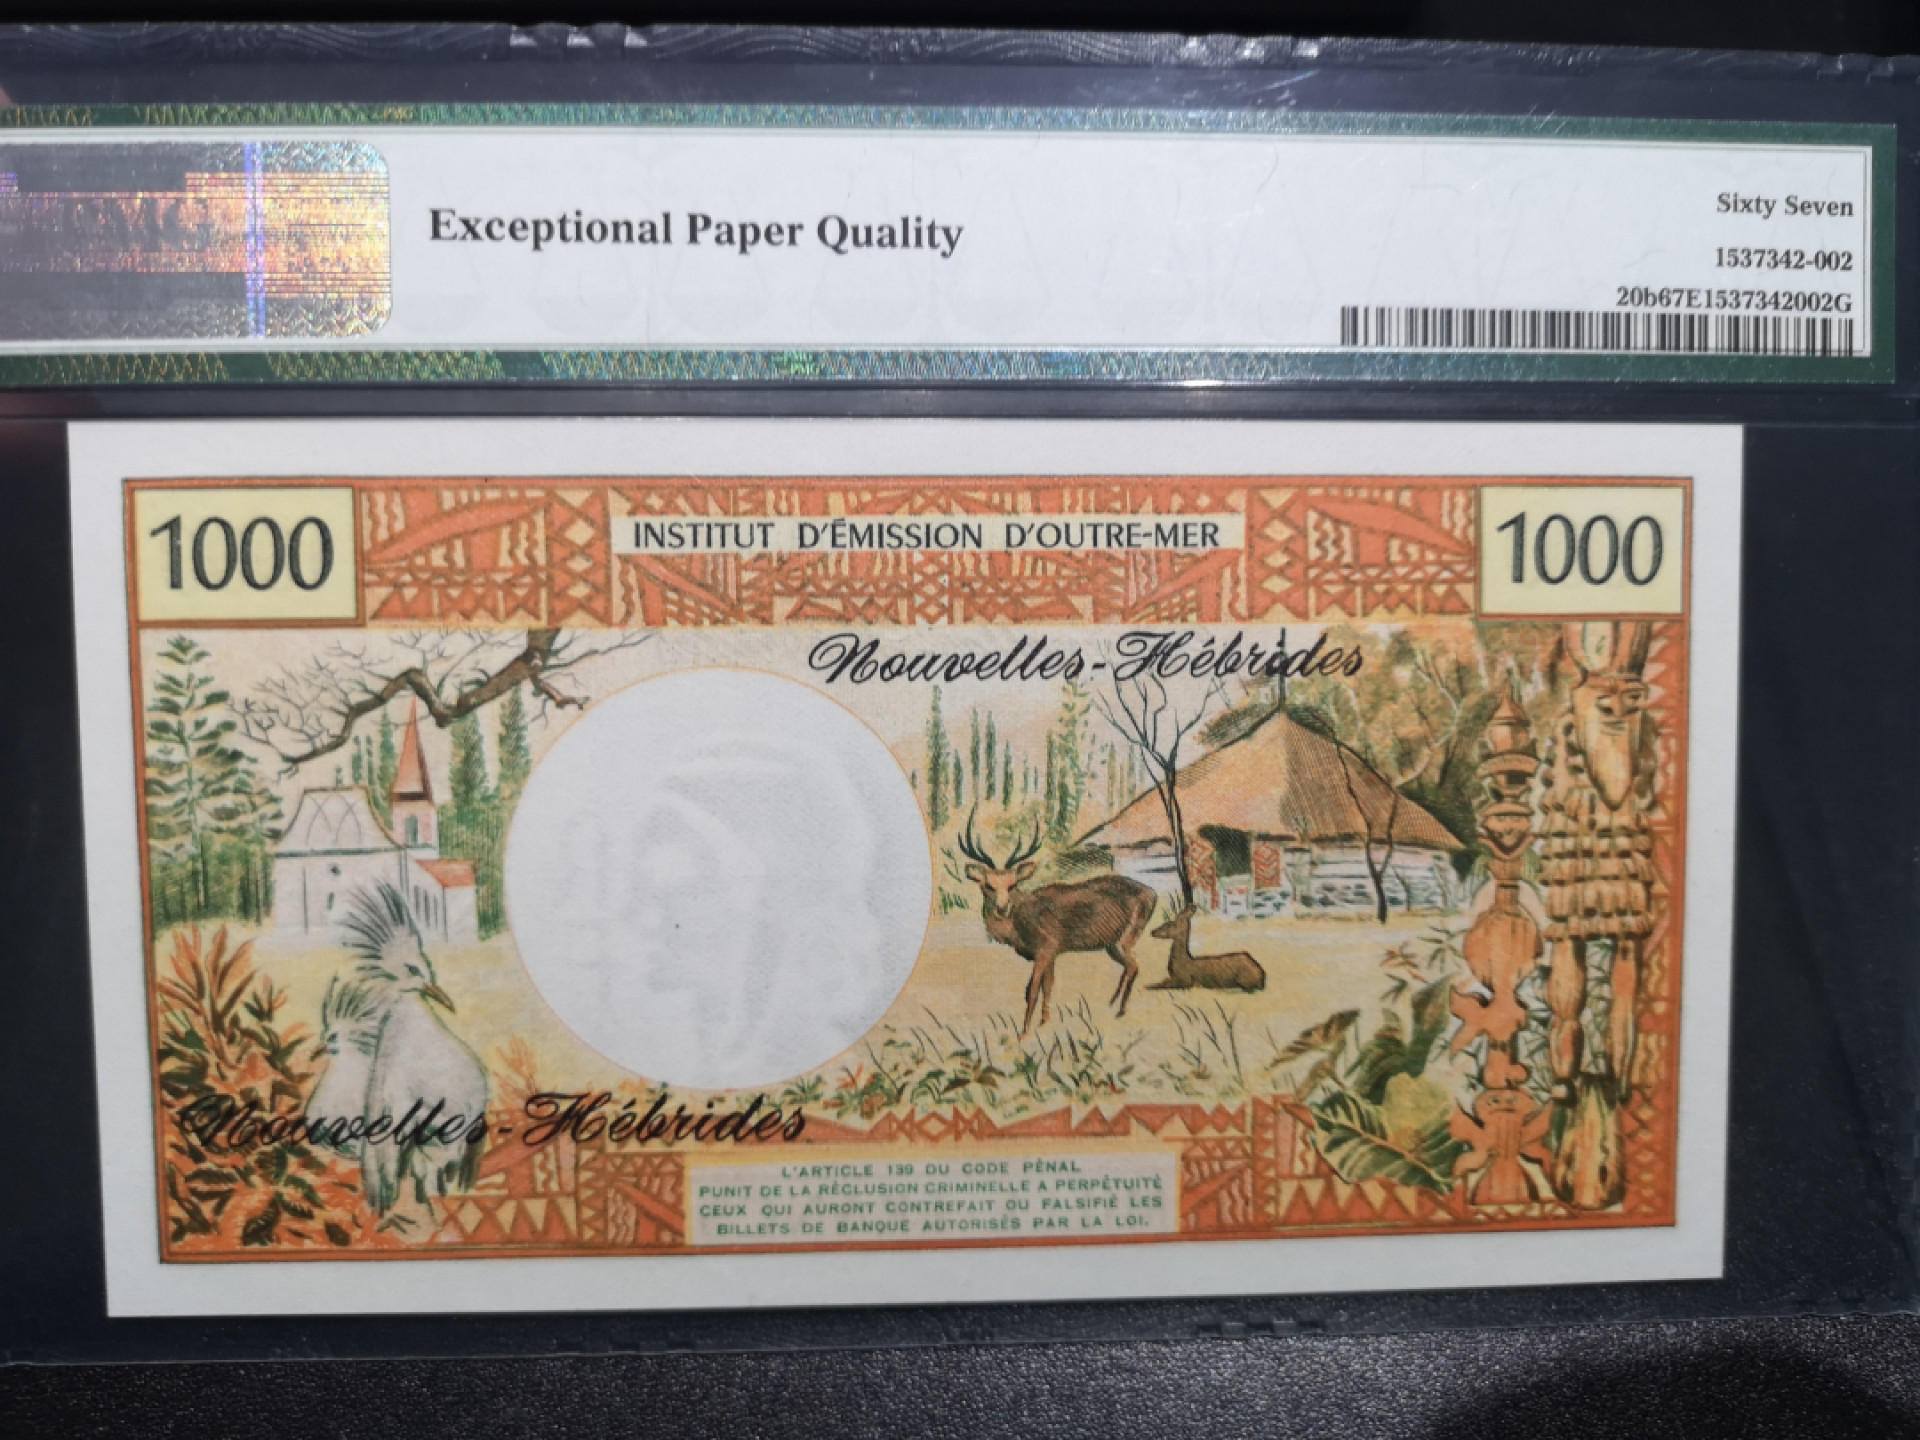 PMG
Exceptional Paper Quality
Sixty Seven
1537342-002
20b67E1537342002G
1000
INSTITUT D'ÉMISSION D'OUTRE-MER
1000
Nouvelles-Hébrides
Nouvelles-Hébrides
L'ARTICLE 139 DU CODE PÉNAL
PUNIT DE LA RÉCLUSION CRIMINELLE A PERPÉTUITÉ
CEUX QUI AURONT CONTREFAIT OU FALSIFIÉ LES
BILLETS DE BANQUE AUTORISÉS PAR LA LOI.